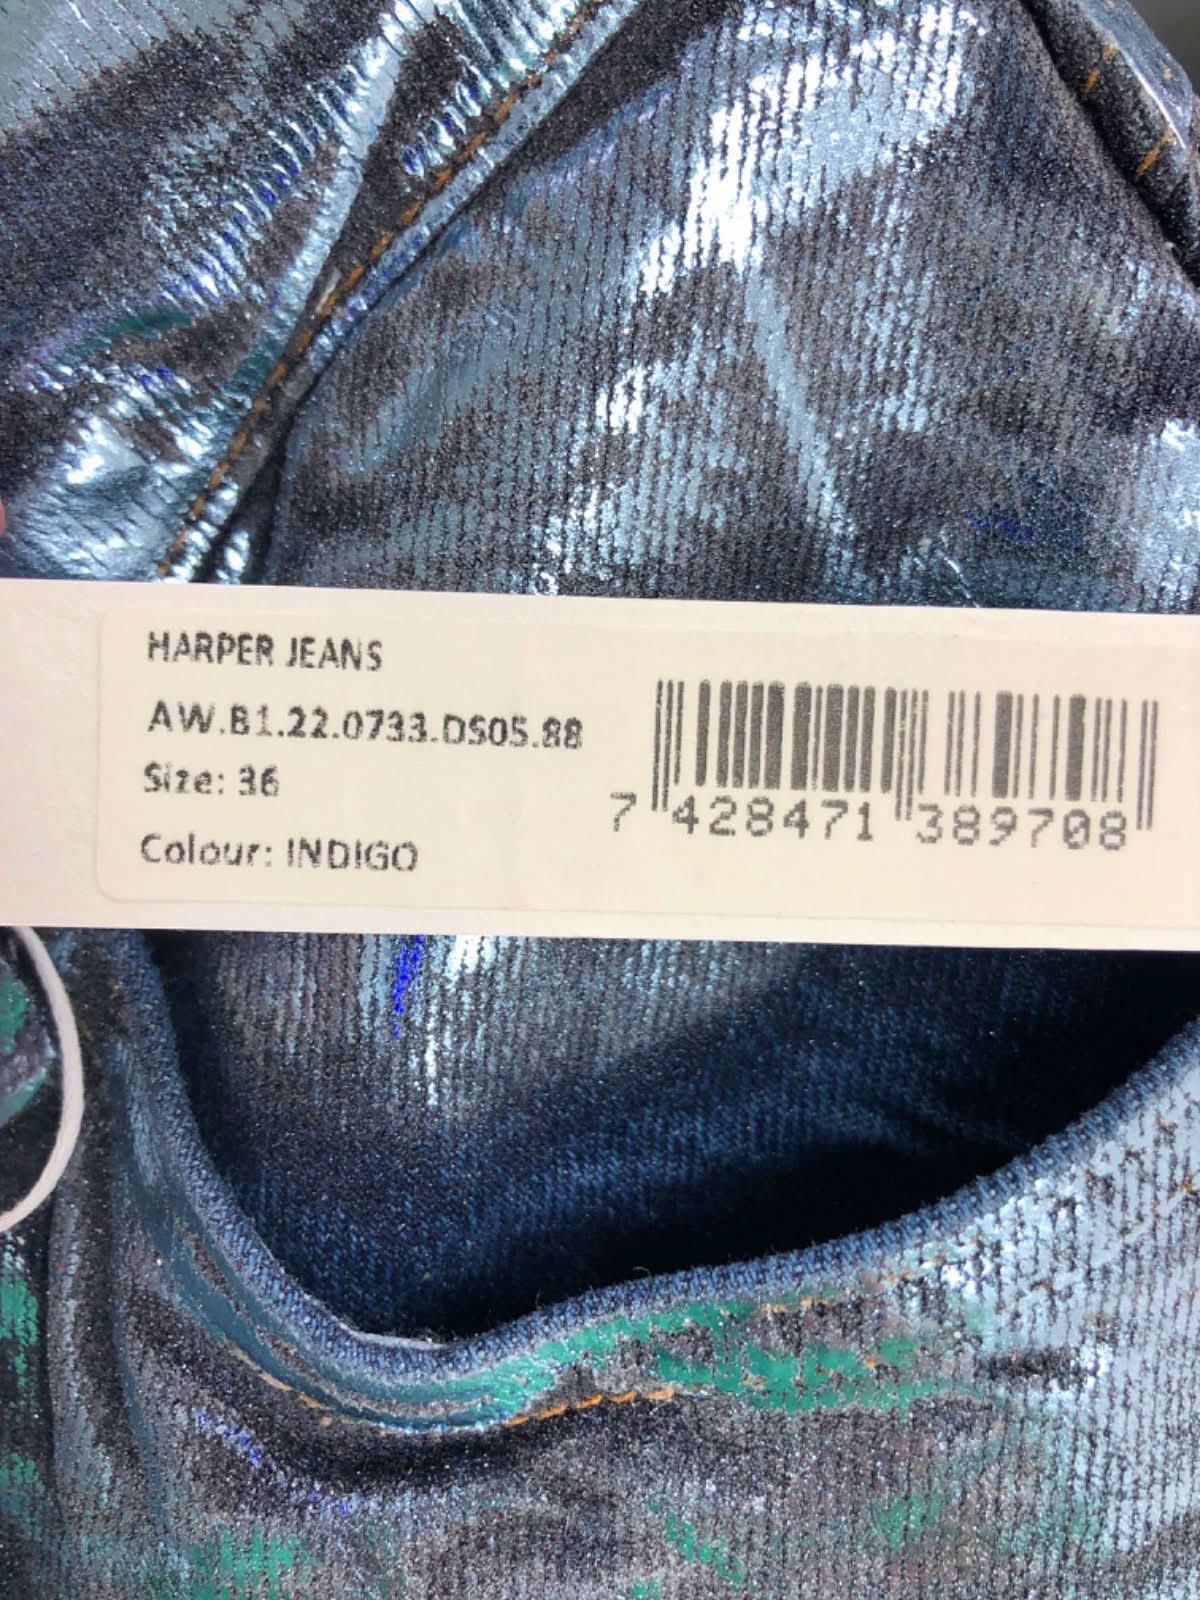 HARPER JEANS
AW.B1.22.0733.DS05.88
Size: 36
Colour: INDIGO
7 428471 389708